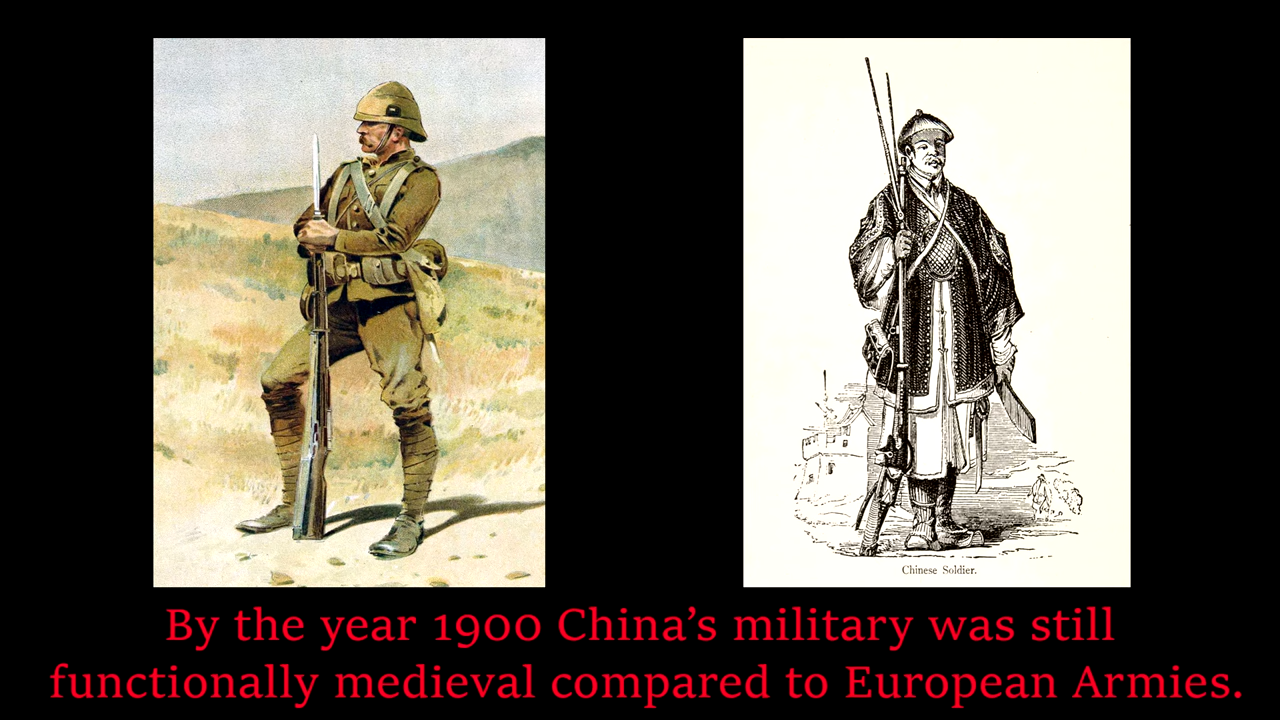 Chinese Soldier.
By the year 1900 China’s military was still
functionally medieval compared to European Armies.